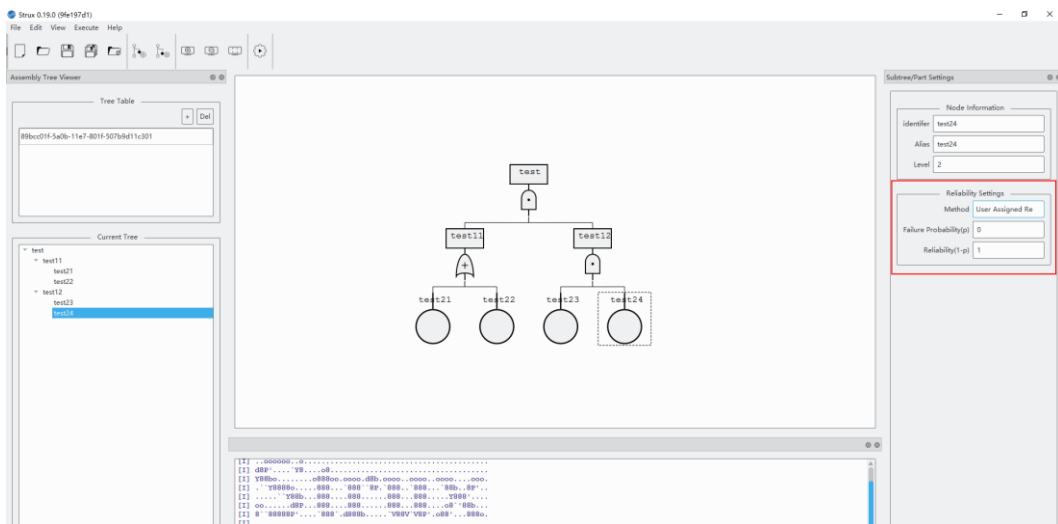 Strux 0.19.0 (9fe197d1)
File Edit View Execute Help
Assembly Tree Viewer
Tree Table
+ Del
89bcc01f-5a0b-11e7-801f-507b9d11c301
Current Tree
test
test11
test21
test22
test12
test23
test24
test
test11 test12
+
test21 test22 test23 test24
Subtree/Part Settings
Node Information
identifer test24
Alias test24
Level 2
Reliability Settings
Method User Assigned Re
Failure Probability(p) 0
Reliability(1-p) 1
[I]
[I]
[I]
[I]
[I]
[I]
[I]
[I]